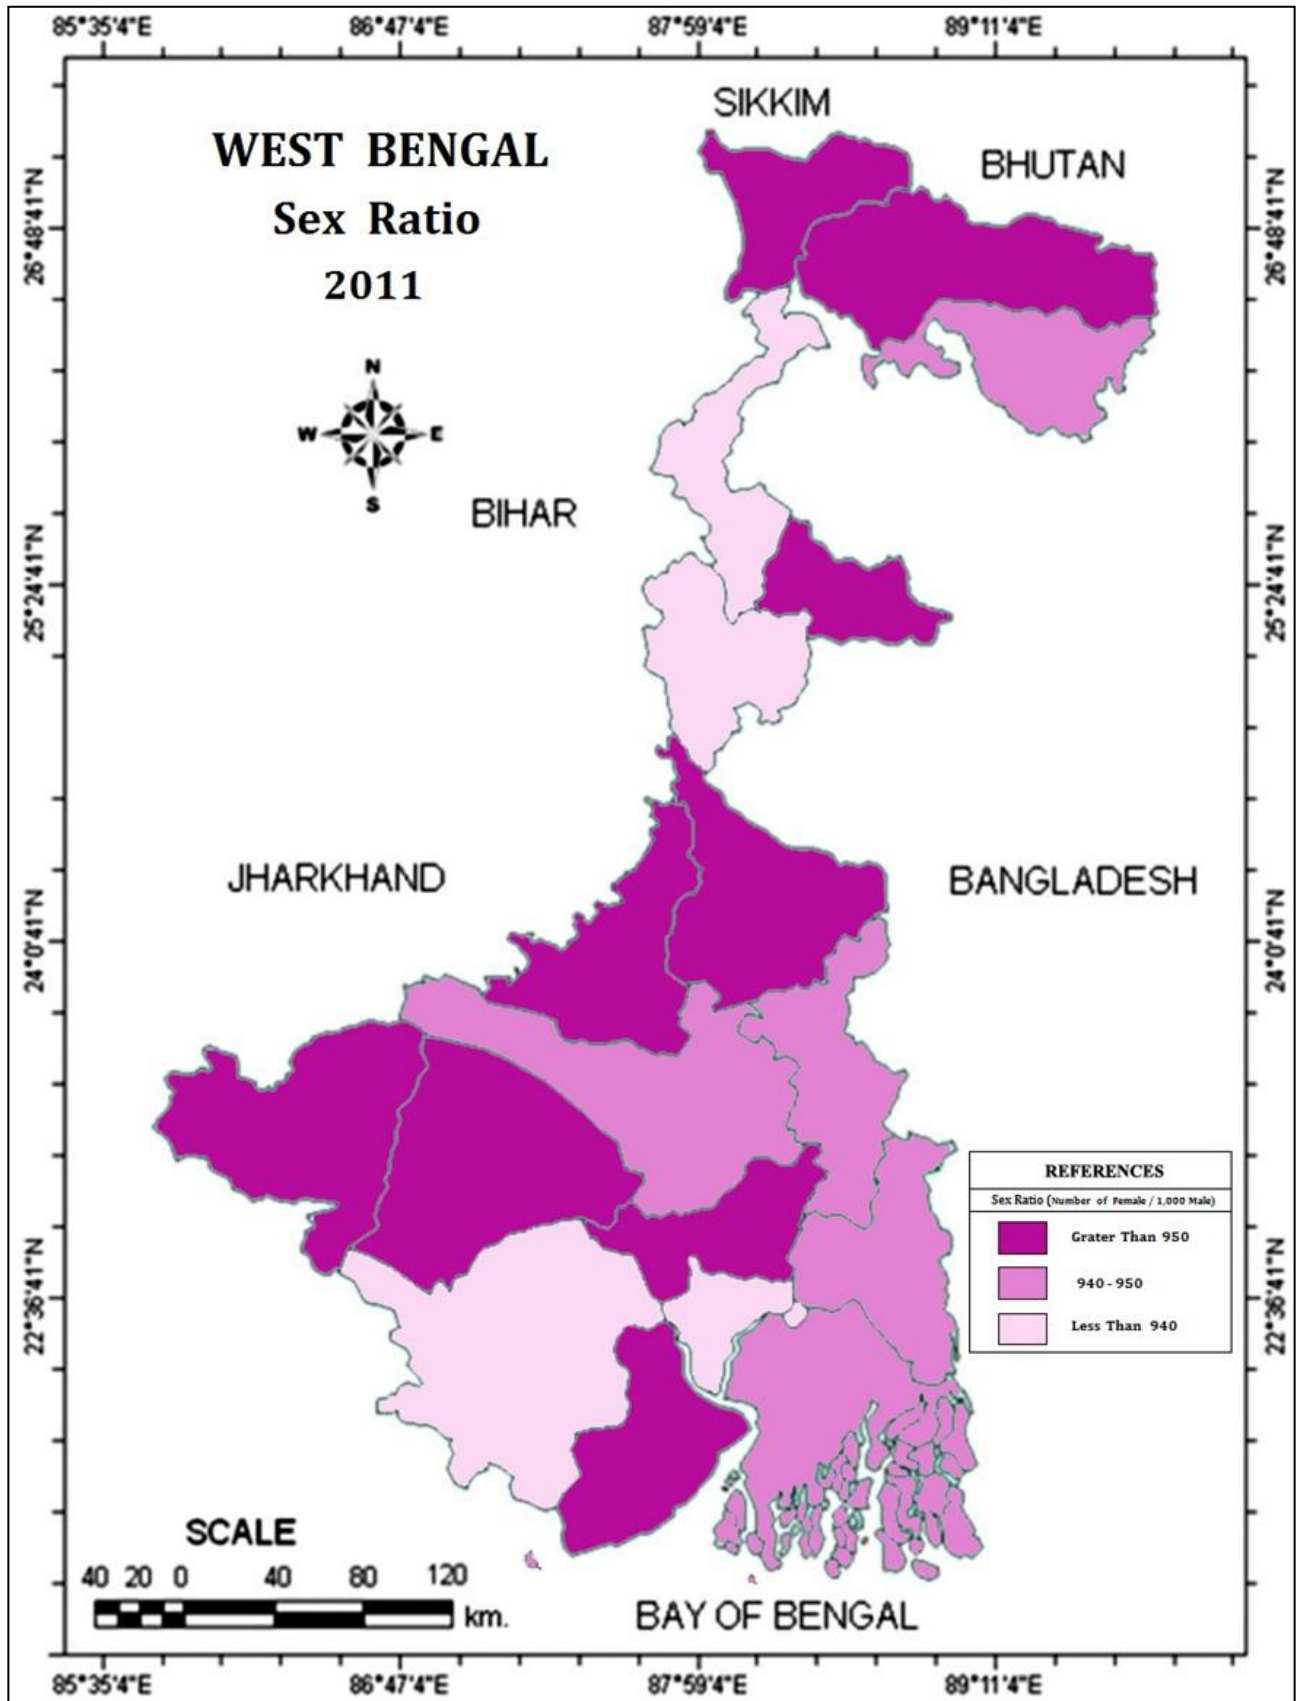 85°35'4"E 86°47'4"E 87°59'4"E 89°11'4"E
SIKKIM
WEST BENGAL
BHUTAN
Sex Ratio
26°48'41"N 26°48'41"N
2011
N
W E
S
BIHAR
25°24'41"N 25°24'41"N
JHARKHAND
BANGLADESH
24°0'41"N 24°0'41"N
REFERENCES
Sex Ratio (Number of Female / 1,000 Male)
Grater Than 950
940 - 950
22°36'41"N 22°36'41"N
Less Than 940
SCALE
40 20 0 40 80 120
km.
BAY OF BENGAL
85°35'4"E 86°47'4"E 87°59'4"E 89°11'4"E